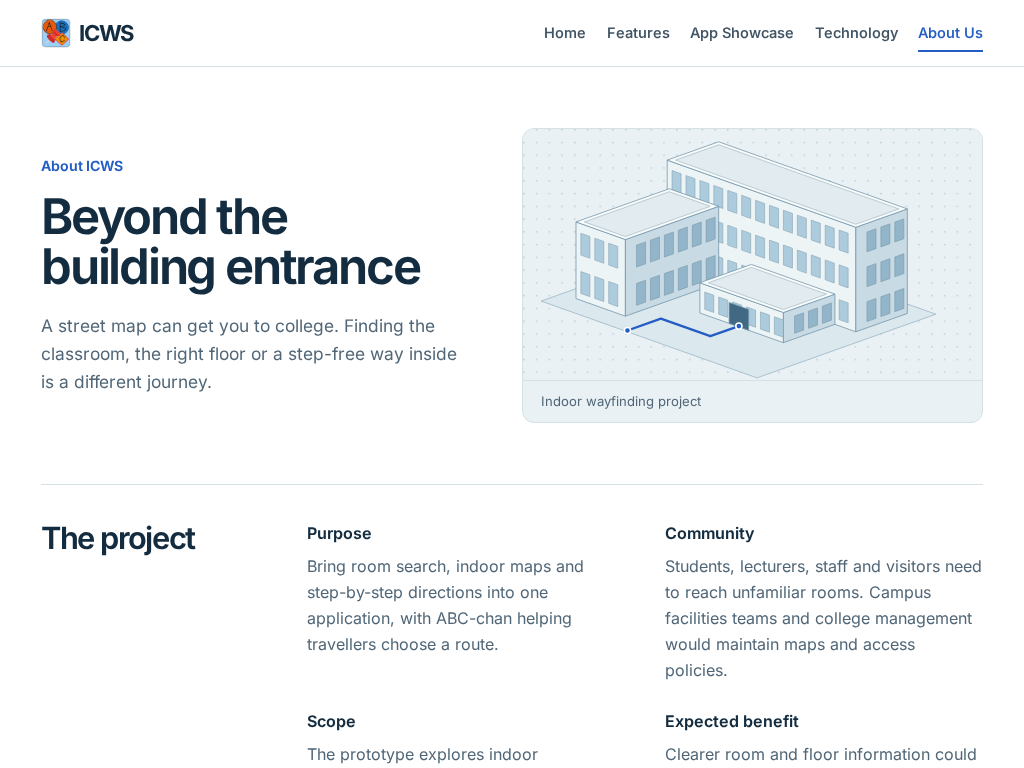 ICWS
Home Features App Showcase Technology About Us
About ICWS
Beyond the
building entrance
A street map can get you to college. Finding the
classroom, the right floor or a step-free way inside
is a different journey.
Indoor wayfinding project
The project
Purpose
Bring room search, indoor maps and
step-by-step directions into one
application, with ABC-chan helping
travellers choose a route.
Community
Students, lecturers, staff and visitors need
to reach unfamiliar rooms. Campus
facilities teams and college management
would maintain maps and access
policies.
Scope
The prototype explores indoor
Expected benefit
Clearer room and floor information could